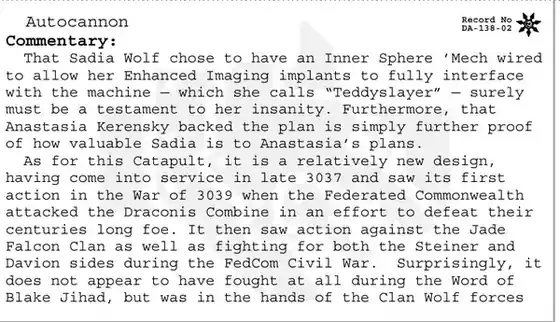 Autocannon
Record No
DA-138-02
Commentary:
That Sadia Wolf chose to have an Inner Sphere ’Mech wired
to allow her Enhanced Imaging implants to fully interface
with the machine — which she calls “Teddyslayer” — surely
must be a testament to her insanity. Furthermore, that
Anastasia Kerensky backed the plan is simply further proof
of how valuable Sadia is to Anastasia’s plans.
As for this Catapult, it is a relatively new design,
having come into service in late 3037 and saw its first
action in the War of 3039 when the Federated Commonwealth
attacked the Draconis Combine in an effort to defeat their
centuries long foe. It then saw action against the Jade
Falcon Clan as well as fighting for both the Steiner and
Davion sides during the FedCom Civil War. Surprisingly, it
does not appear to have fought at all during the Word of
Blake Jihad, but was in the hands of the Clan Wolf forces